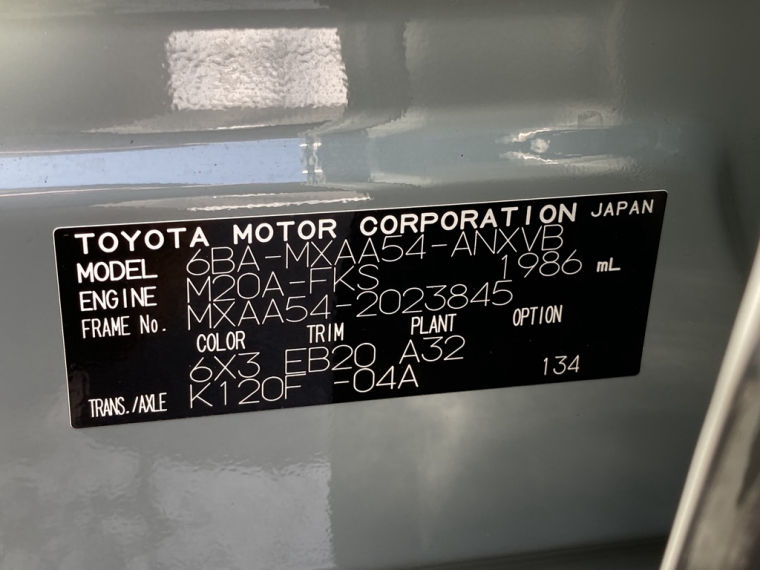 TOYOTA MOTOR CORPORATION JAPAN
MODEL 6BA-MXAA54-ANXVB
ENGINE M20A-FKS 1986 mL
FRAME No. MXAA54-2023845
COLOR TRIM PLANT OPTION
6X3 EB20 A32
TRANS./AXLE K120F -04A 134